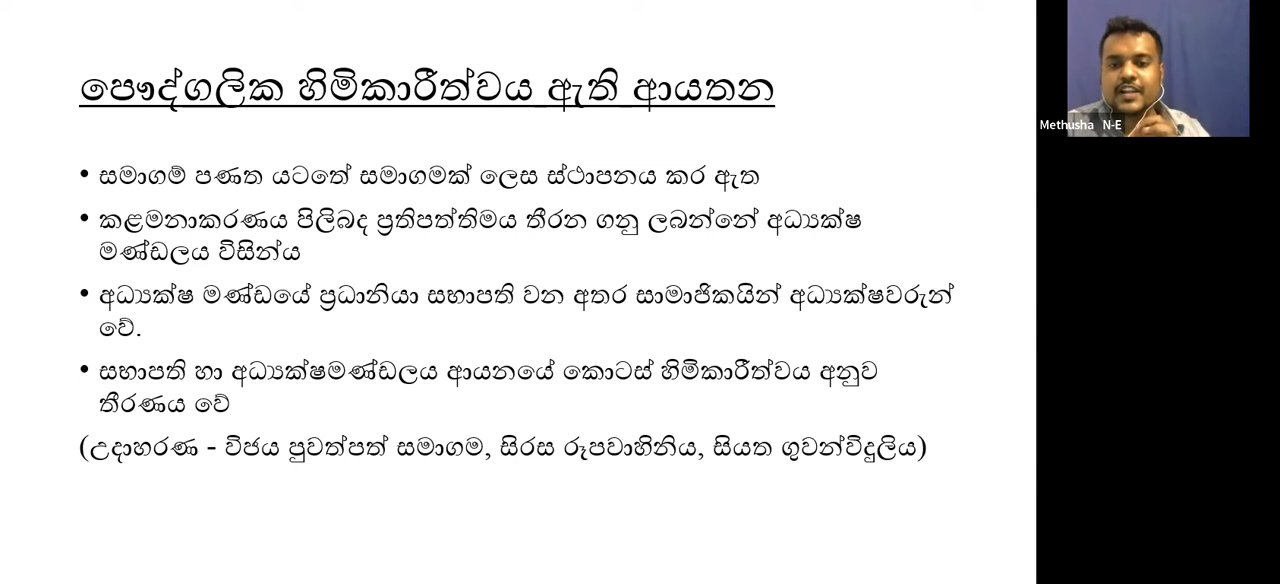 පෞද්ගලික හිමිකාරීත්වය ඇති ආයතන
• සමාගම් පණත යටතේ සමාගමක් ලෙස ස්ථාපනය කර ඇත
• කළමනාකරණය පිලිබද ප්‍රතිපත්තිමය තීරන ගනු ලබන්නේ අධ්‍යක්ෂ
මණ්ඩලය විසින්ය
• අධ්‍යක්ෂ මණ්ඩයේ ප්‍රධානියා සභාපති වන අතර සාමාජිකයින් අධ්‍යක්ෂවරුන්
වේ.
• සභාපති හා අධ්‍යක්ෂමණ්ඩලය ආයනයේ කොටස් හිමිකාරීත්වය අනුව
තීරණය වේ
(උදාහරණ - විජය පුවත්පත් සමාගම, සිරස රූපවාහිනිය, සියත ගුවන්විදුලිය)
Methusha N-E